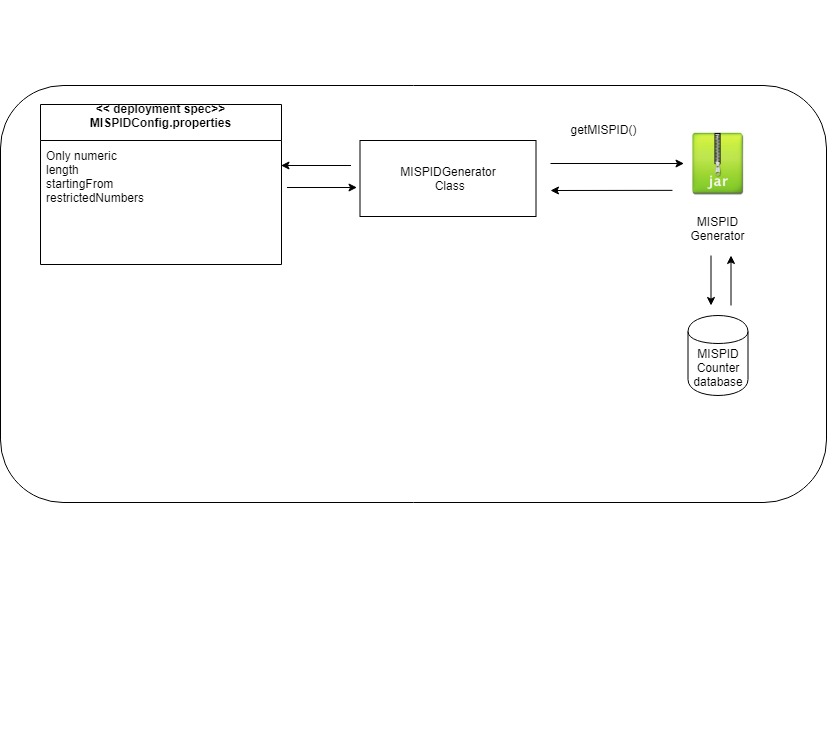 << deployment spec>>
MISPIDConfig.properties
Only numeric
length
startingFrom
restrictedNumbers
MISPIDGenerator
Class
getMISPID()
jar
MISPID
Generator
MISPID
Counter
database